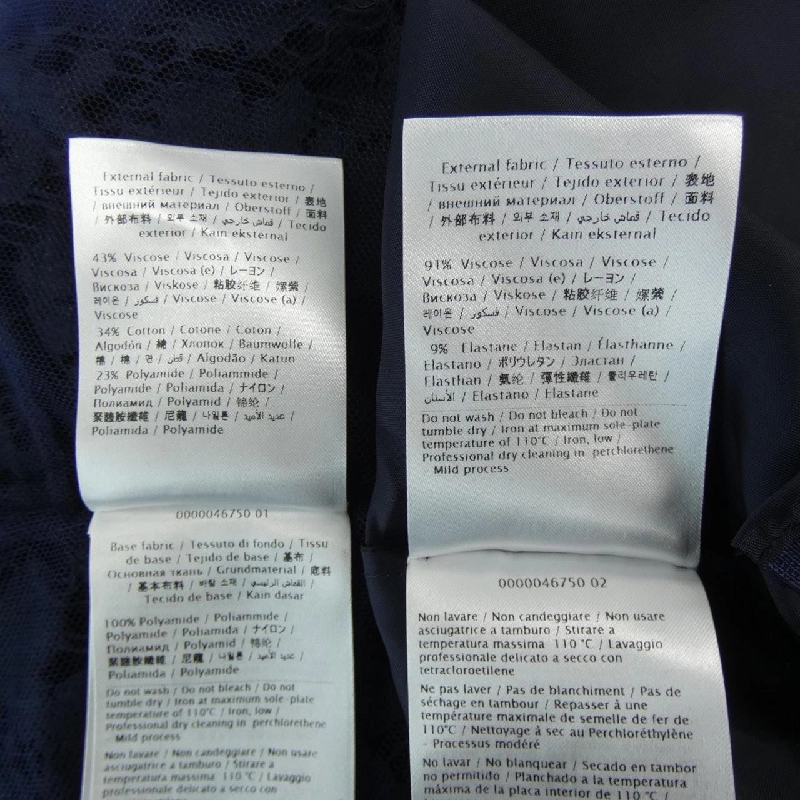 External fabric / Tessuto esterno /
Tissu extérieur / Tejido exterior / 表地
/ внешний материал / Oberstoff / 面料
/ 外部布料 / 외부 소재 / قماش خارجي / Tecido
exterior / Kain eksternal
43% Viscose / Viscosa / Viscose /
Viscosa / Viscosa (e) / レーヨン /
Вискоза / Viskose / 粘胶纤维 / 嫘縈 /
레이온 / فسكوز / Viscose / Viscose (a) /
Viscose
34% Cotton / Cotone / Coton /
Algodón / 綿 / Хлопок / Baumwolle /
棉 / 棉 / 면 / قطن / Algodão / Katun
23% Polyamide / Poliammide /
Polyamide / Poliamida / ナイロン /
Полиамид / Polyamid / 锦纶 /
聚醯胺纖維 / 尼龍 / 나일론 / عديد الأميد /
Poliamida / Polyamide
0000046750 01
Base fabric / Tessuto di fondo / Tissu
de base / Tejido de base / 基布 /
Основная ткань / Grundmaterial / 底料
/ 基本布料 / 바탕 소재 / القماش الرئيسي /
Tecido de base / Kain dasar
100% Polyamide / Poliammide /
Polyamide / Poliamida / ナイロン /
Полиамид / Polyamid / 锦纶 /
聚醯胺纖維 / 尼龍 / 나일론 / عديد الأميد /
Poliamida / Polyamide
Do not wash / Do not bleach / Do not
tumble dry / Iron at maximum sole-plate
temperature of 110°C / Iron, low /
Professional dry cleaning in perchlorethene
- Mild process
Non lavare / Non candeggiare / Non usare
asciugatrice a tamburo / Stirare a
temperatura massima 110 °C / Lavaggio
professionale delicato a secco con
External fabric / Tessuto esterno /
Tissu extérieur / Tejido exterior / 表地
/ внешний материал / Oberstoff / 面料
/ 外部布料 / 외부 소재 / قماش خارجي / Tecido
exterior / Kain eksternal
91% Viscose / Viscosa / Viscose /
Viscosa / Viscosa (e) / レーヨン /
Вискоза / Viskose / 粘胶纤维 / 嫘縈 /
레이온 / فسكوز / Viscose / Viscose (a) /
Viscose
9% Elastane / Elastan / Élasthanne /
Elastano / ポリウレタン / Эластан /
Elasthan / 氨纶 / 彈性纖維 / 폴리우레탄 /
الأستان / Elastano / Elastane
Do not wash / Do not bleach / Do not
tumble dry / Iron at maximum sole-plate
temperature of 110°C / Iron, low /
Professional dry cleaning in perchlorethene
- Mild process
0000046750 02
Non lavare / Non candeggiare / Non usare
asciugatrice a tamburo / Stirare a
temperatura massima 110 °C / Lavaggio
professionale delicato a secco con
tetracloroetilene
Ne pas laver / Pas de blanchiment / Pas de
séchage en tambour / Repasser à une
température maximale de semelle de fer de
110°C / Nettoyage à sec au Perchloréthylène
- Processus modéré
No lavar / No blanquear / Secado en tambor
no permitido / Planchado a la temperatura
máxima de la placa interior de 110 °C /